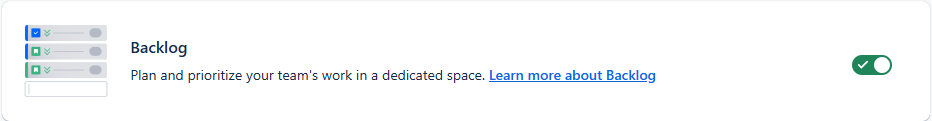 Backlog
Plan and prioritize your team's work in a dedicated space. Learn more about Backlog